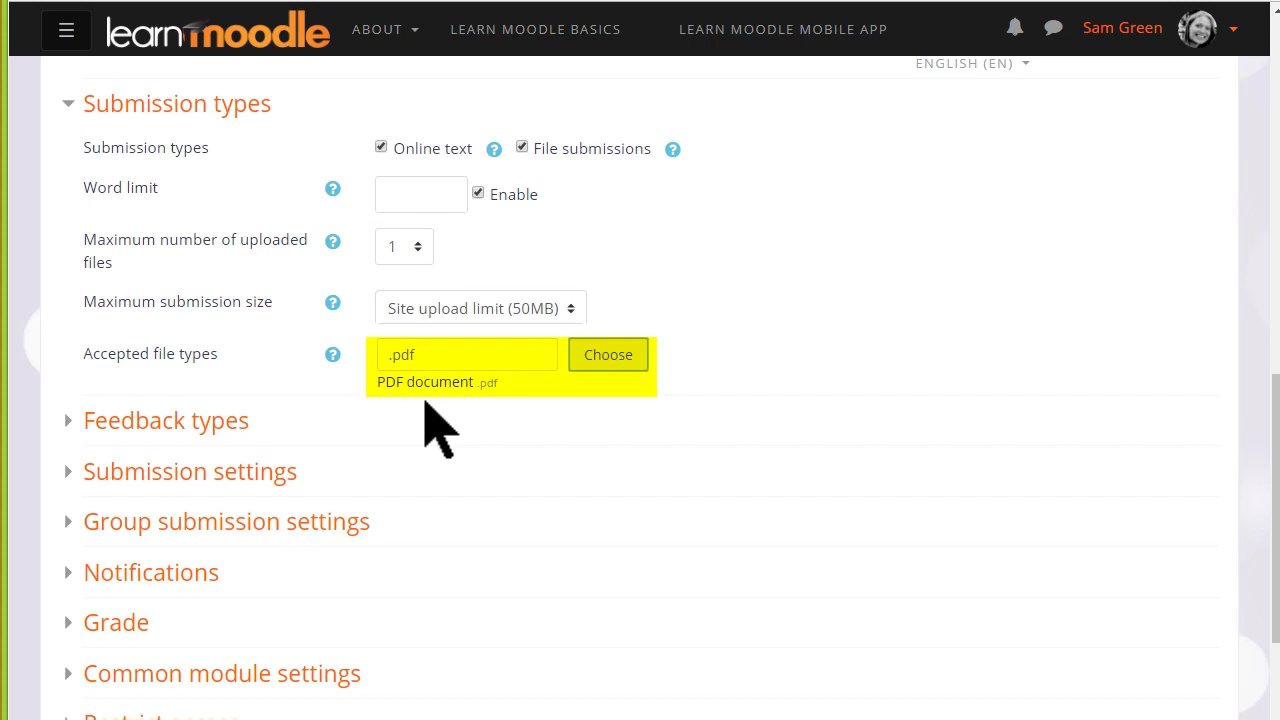 learn moodle ABOUT LEARN MOODLE BASICS LEARN MOODLE MOBILE APP Sam Green
ENGLISH (EN)
Submission types
Submission types Online text ? File submissions ?
Word limit ? Enable
Maximum number of uploaded files ? 1
Maximum submission size ? Site upload limit (50MB)
Accepted file types ? .pdf Choose
PDF document .pdf
Feedback types
Submission settings
Group submission settings
Notifications
Grade
Common module settings